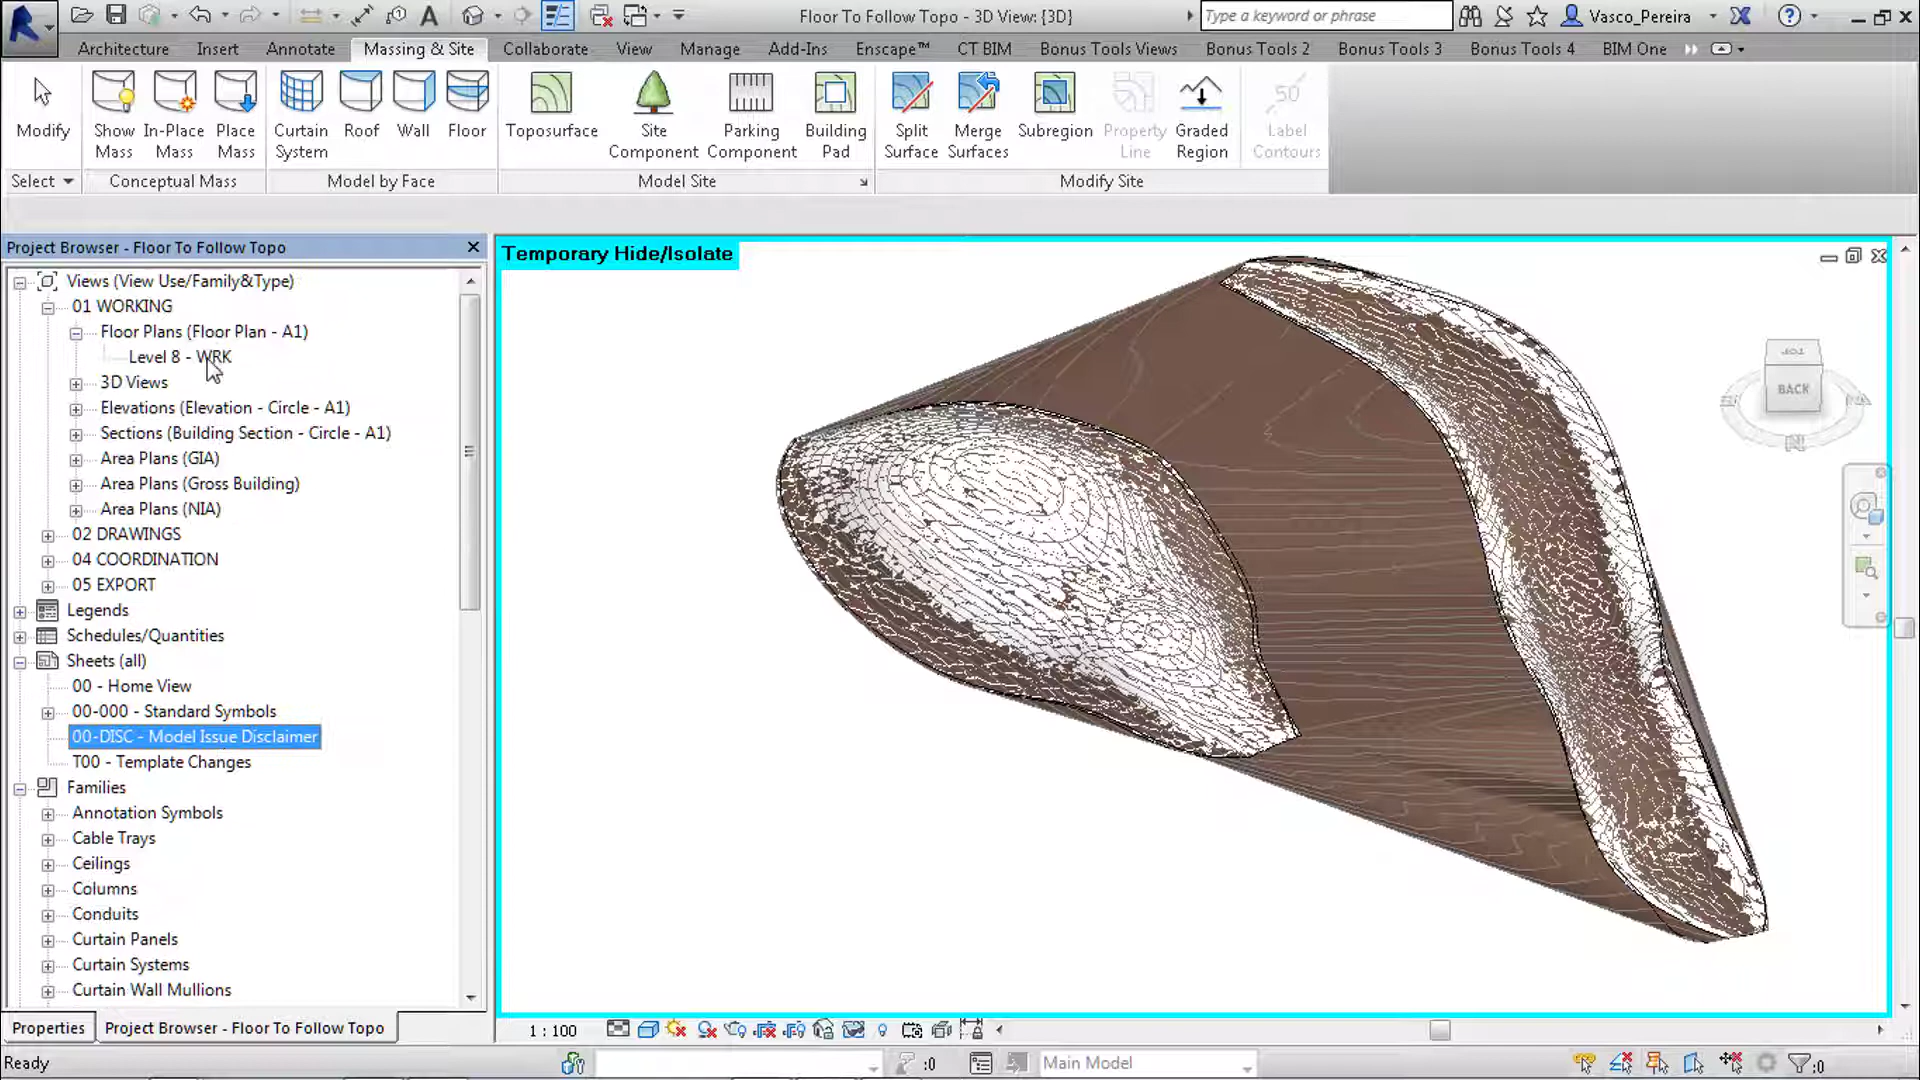 Floor To Follow Topo - 3D View: {3D}
Type a keyword or phrase
Vasco_Pereira
Architecture Insert Annotate Massing & Site Collaborate View Manage Add-Ins Enscape™ CT BIM Bonus Tools Views Bonus Tools 2 Bonus Tools 3 Bonus Tools 4 BIM One
Modify
Show Mass
In-Place Mass
Place Mass
Curtain System
Roof
Wall
Floor
Toposurface
Site Component
Parking Component
Building Pad
Split Surface
Merge Surfaces
Subregion
Property Line
Graded Region
50
Label Contours
Select
Conceptual Mass
Model by Face
Model Site
Modify Site
Project Browser - Floor To Follow Topo
Views (View Use/Family&Type)
01 WORKING
Floor Plans (Floor Plan - A1)
Level 8 - WRK
3D Views
Elevations (Elevation - Circle - A1)
Sections (Building Section - Circle - A1)
Area Plans (GIA)
Area Plans (Gross Building)
Area Plans (NIA)
02 DRAWINGS
04 COORDINATION
05 EXPORT
Legends
Schedules/Quantities
Sheets (all)
00 - Home View
00-000 - Standard Symbols
00-DISC - Model Issue Disclaimer
T00 - Template Changes
Families
Annotation Symbols
Cable Trays
Ceilings
Columns
Conduits
Curtain Panels
Curtain Systems
Curtain Wall Mullions
Temporary Hide/Isolate
TOP
BACK
Properties
Project Browser - Floor To Follow Topo
1 : 100
Ready
:0
Main Model
:0